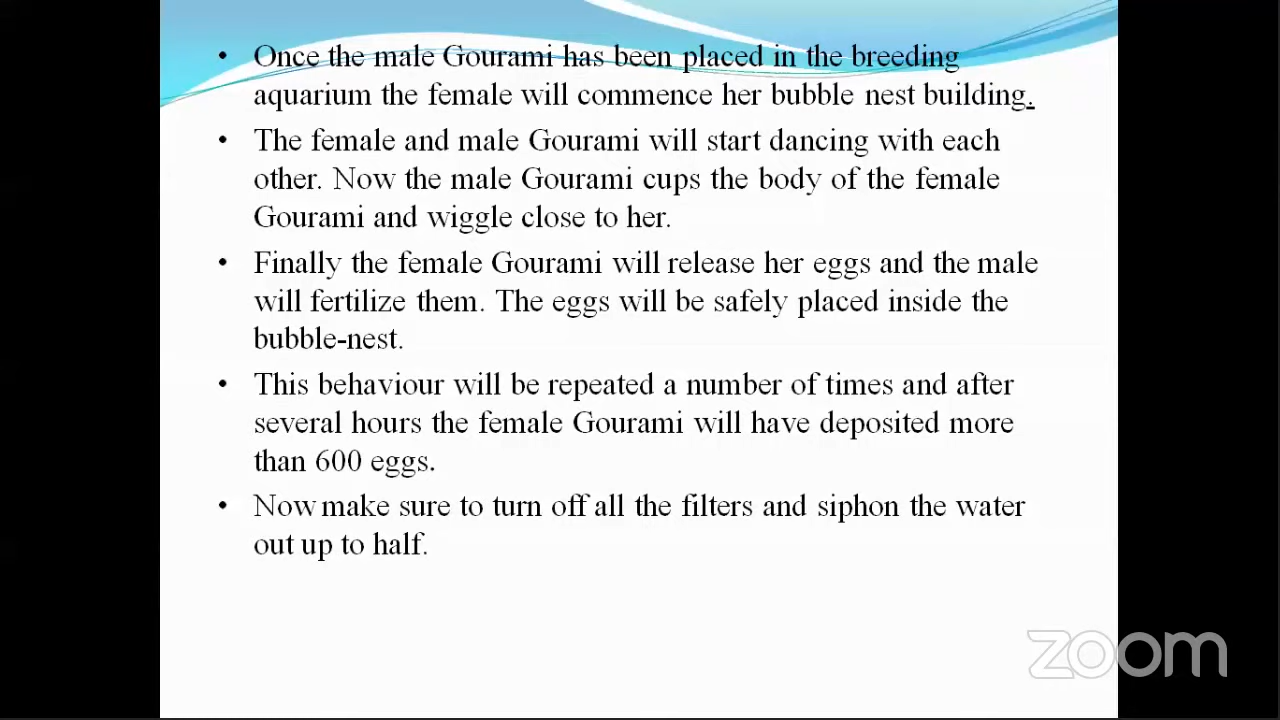 • Once the male Gourami has been placed in the breeding
aquarium the female will commence her bubble nest building.
• The female and male Gourami will start dancing with each
other. Now the male Gourami cups the body of the female
Gourami and wiggle close to her.
• Finally the female Gourami will release her eggs and the male
will fertilize them. The eggs will be safely placed inside the
bubble-nest.
• This behaviour will be repeated a number of times and after
several hours the female Gourami will have deposited more
than 600 eggs.
• Now make sure to turn off all the filters and siphon the water
out up to half.
zoom